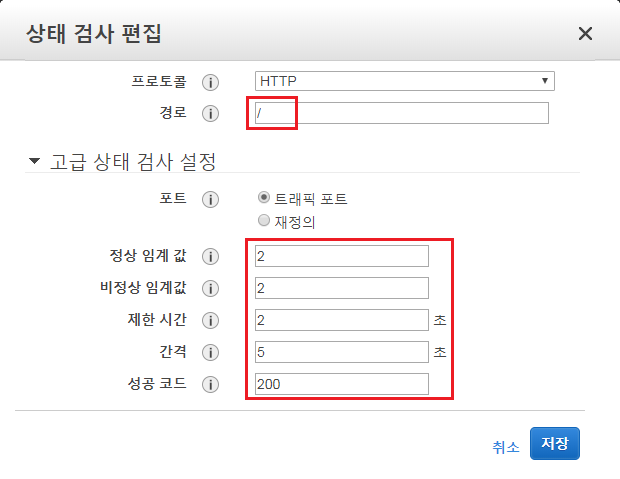 상태 검사 편집
프로토콜 HTTP
경로 /
고급 상태 검사 설정
포트 트래픽 포트
재정의
정상 임계 값 2
비정상 임계값 2
제한 시간 2 초
간격 5 초
성공 코드 200
취소 저장